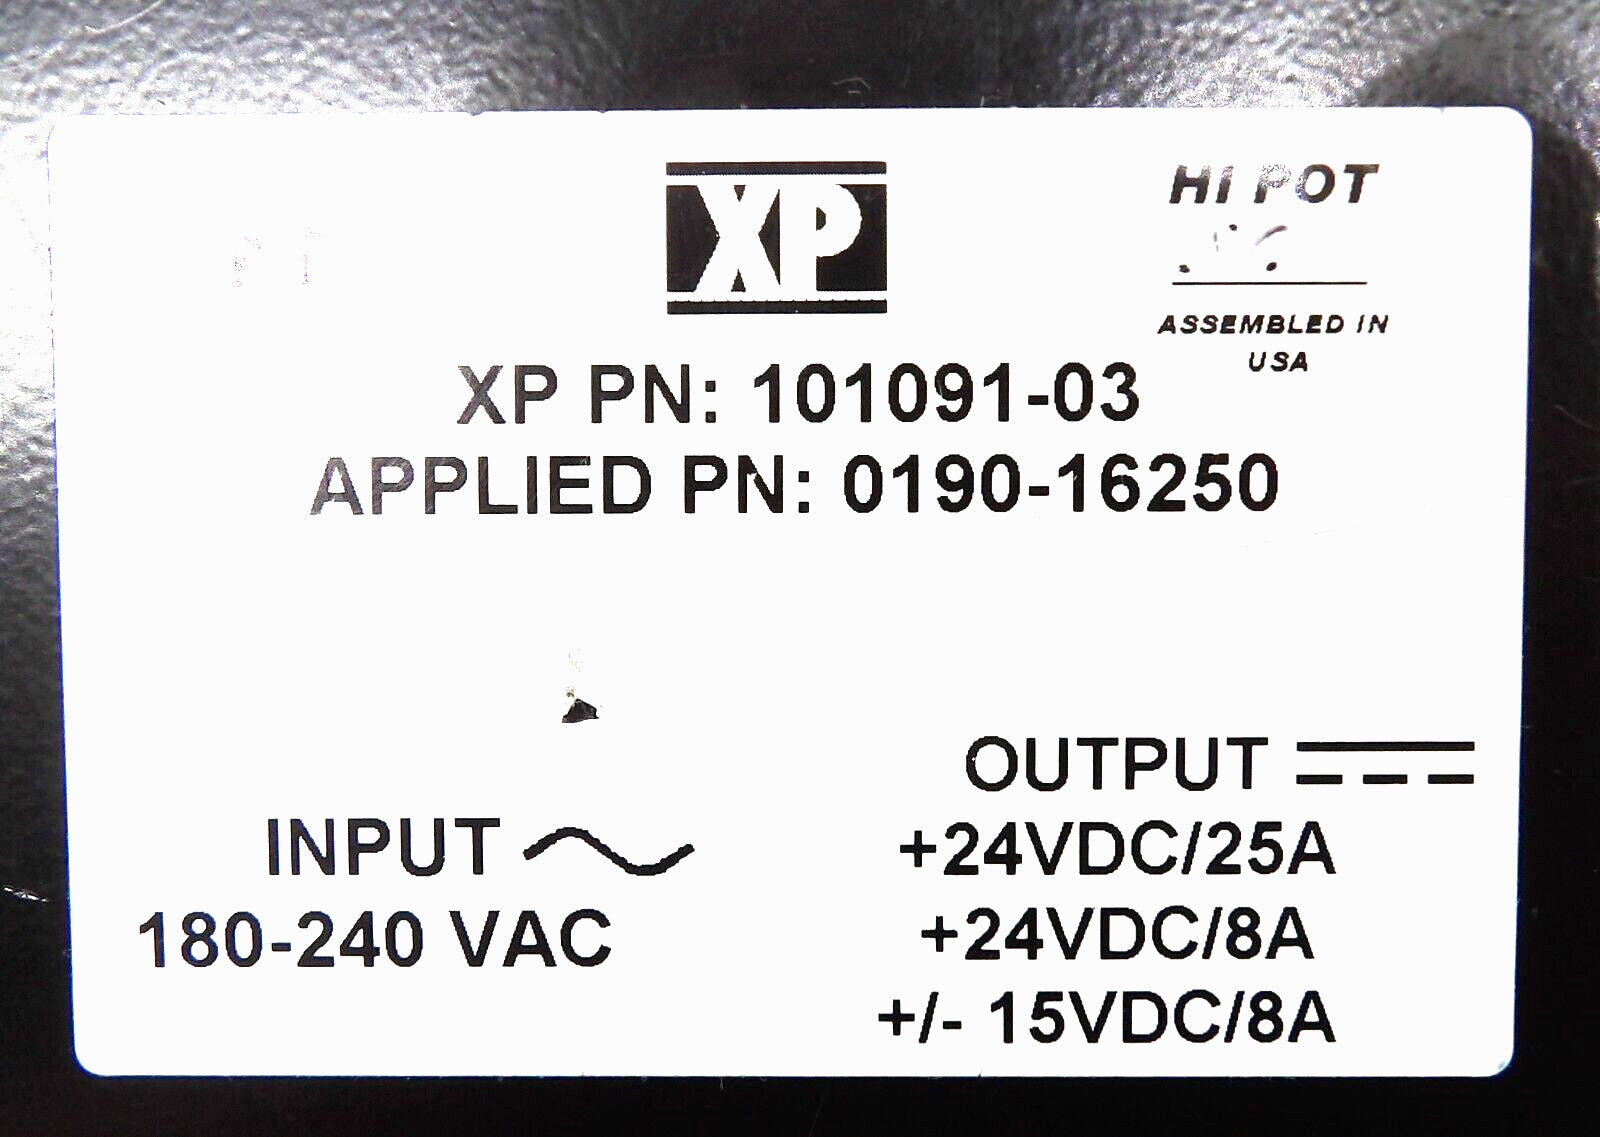 XP
HI POT
ASSEMBLED IN
USA
XP PN: 101091-03
APPLIED PN: 0190-16250
OUTPUT
INPUT
+24VDC/25A
180-240 VAC
+24VDC/8A
+/- 15VDC/8A